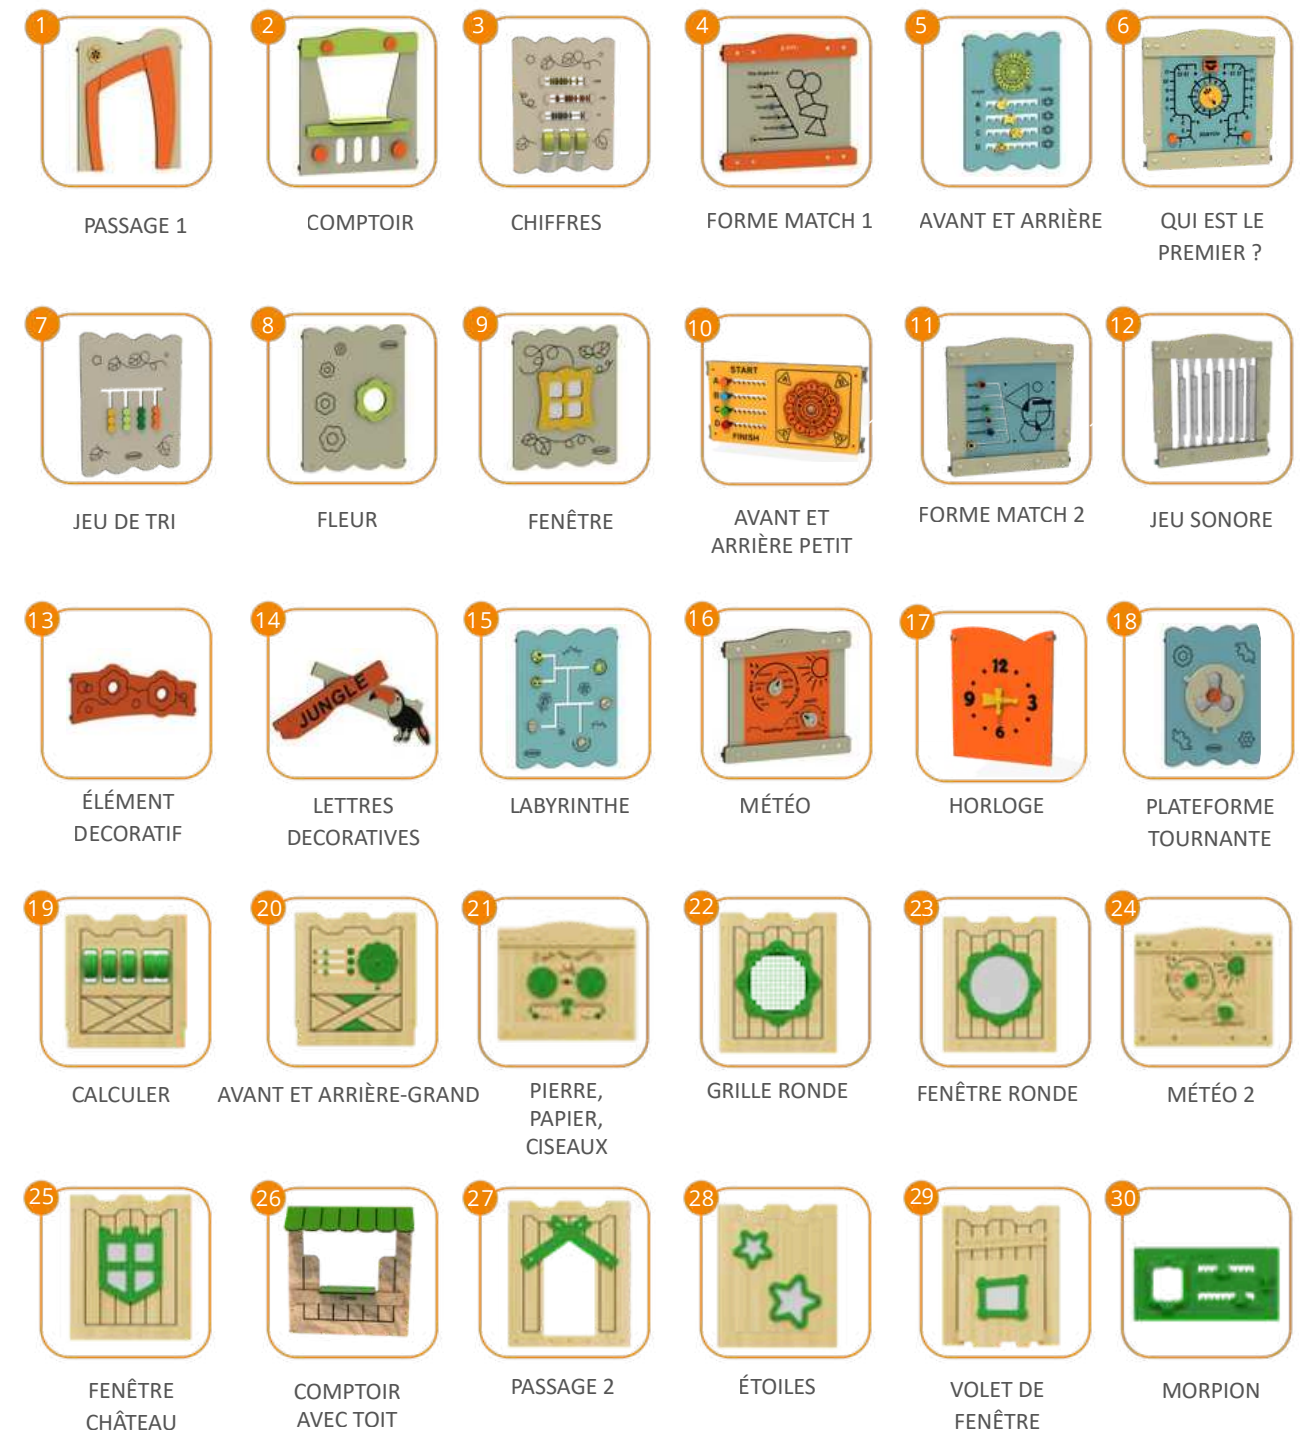 1
2
3
4
5
6
PASSAGE 1
COMPTOIR
CHIFFRES
FORME MATCH 1
AVANT ET ARRIÈRE
QUI EST LE
PREMIER ?
7
8
9
10
11
12
START
A
B
C
D
FINISH
JEU DE TRI
FLEUR
FENÊTRE
AVANT ET
ARRIÈRE PETIT
FORME MATCH 2
JEU SONORE
13
14
15
16
17
18
JUNGLE
12
9
3
6
ÉLÉMENT
DECORATIF
LETTRES
DECORATIVES
LABYRINTHE
MÉTÉO
HORLOGE
PLATEFORME
TOURNANTE
19
20
21
22
23
24
CALCULER
AVANT ET ARRIÈRE-GRAND
PIERRE,
PAPIER,
CISEAUX
GRILLE RONDE
FENÊTRE RONDE
MÉTÉO 2
25
26
27
28
29
30
FENÊTRE
CHÂTEAU
COMPTOIR
AVEC TOIT
PASSAGE 2
ÉTOILES
VOLET DE
FENÊTRE
MORPION